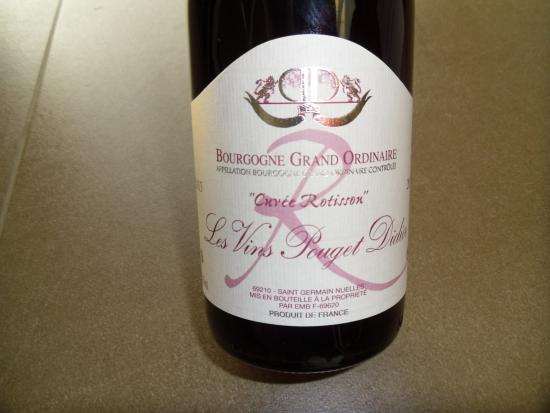 BOURGOGNE GRAND ORDINAIRE
APPELLATION BOURGOGNE GRAND ORDINAIRE CONTRÔLÉE
"Cuvée Rotisson"
R
Les Vins Pouget Didier
69210 - SAINT GERMAIN NUELLES
MIS EN BOUTEILLE À LA PROPRIÉTÉ
PAR EMB F-69620
PRODUIT DE FRANCE